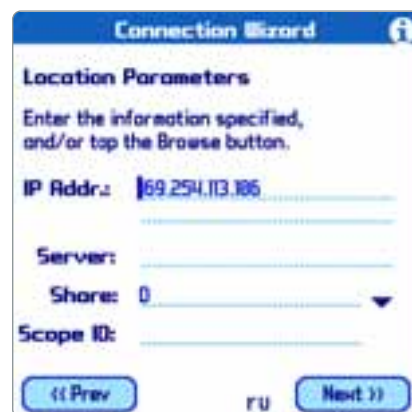 Connection Wizard
Location Parameters
Enter the information specified,
and/or tap the Browse button.
IP Addr.: 169.254.113.186
Server:
Share: D
Scope ID:
<< Prev
ru
Next >>